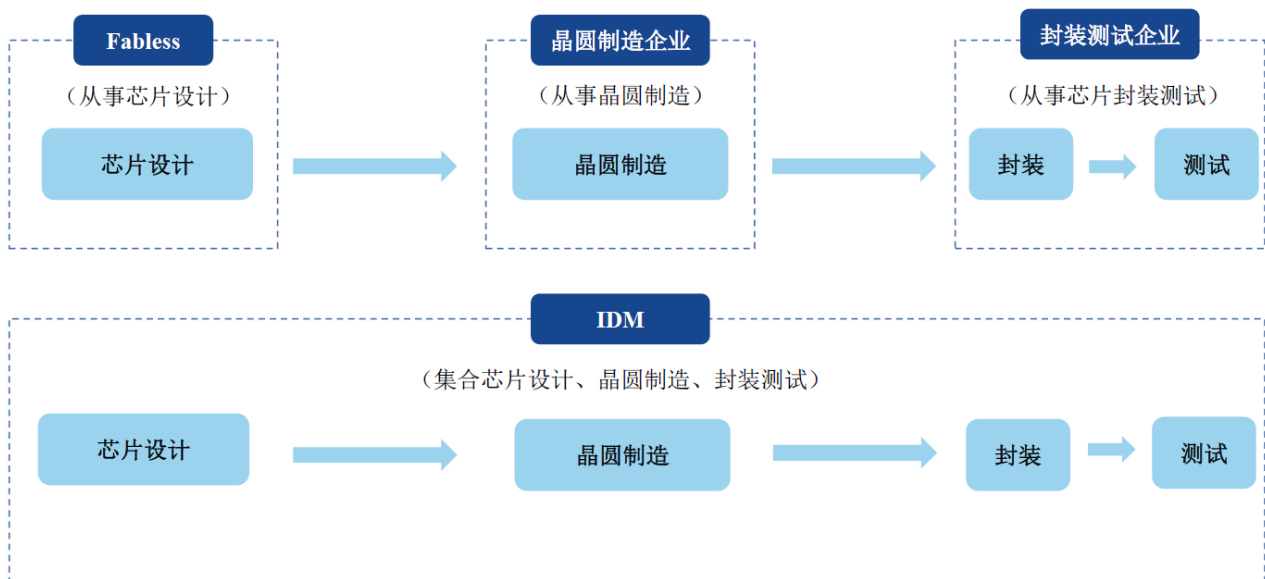 Fabless
晶圆制造企业
封装测试企业
（从事芯片设计）
（从事晶圆制造）
（从事芯片封装测试）
芯片设计
晶圆制造
封装
测试
IDM
（集合芯片设计、晶圆制造、封装测试）
芯片设计
晶圆制造
封装
测试